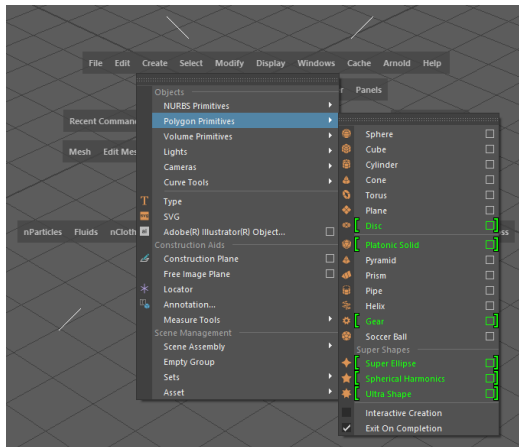 File Edit Create Select Modify Display Windows Cache Arnold Help
Panels
Objects
NURBS Primitives
Polygon Primitives
Volume Primitives
Lights
Cameras
Curve Tools
Type
SVG
Adobe(R) Illustrator(R) Object...
Construction Aids
Construction Plane
Free Image Plane
Locator
Annotation...
Measure Tools
Scene Management
Scene Assembly
Empty Group
Sets
Asset
Recent Comman
Mesh Edit Mes
nParticles Fluids nCloth
Sphere
Cube
Cylinder
Cone
Torus
Plane
Disc
Platonic Solid
Pyramid
Prism
Pipe
Helix
Gear
Soccer Ball
Super Shapes
Super Ellipse
Spherical Harmonics
Ultra Shape
Interactive Creation
Exit On Completion